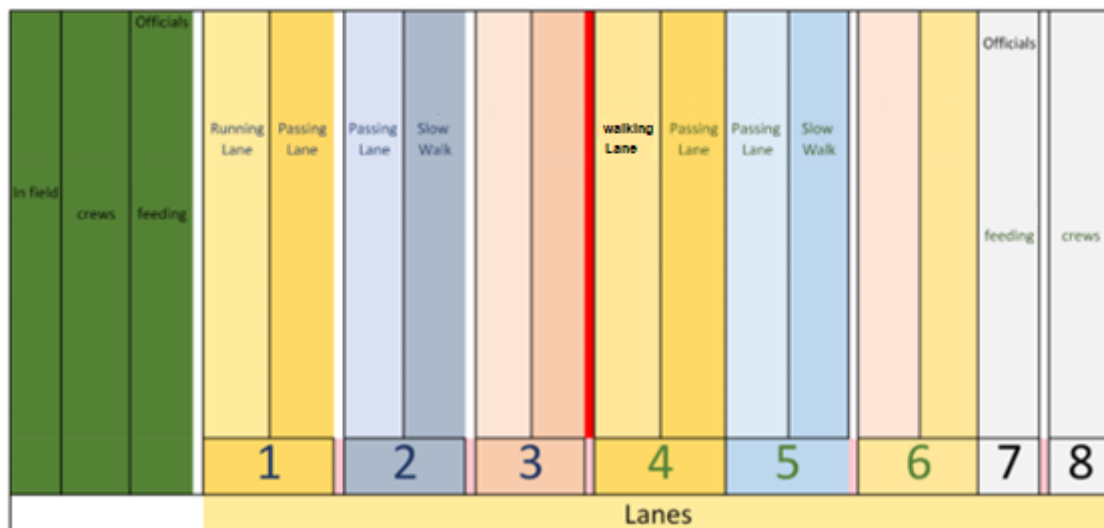 Officials
Officials
Running Lane
Passing Lane
Passing Lane
Slow Walk
walking Lane
Passing Lane
Passing Lane
Slow Walk
In field
crews
feeding
feeding
crews
1 2 3 4 5 6 7 8
Lanes